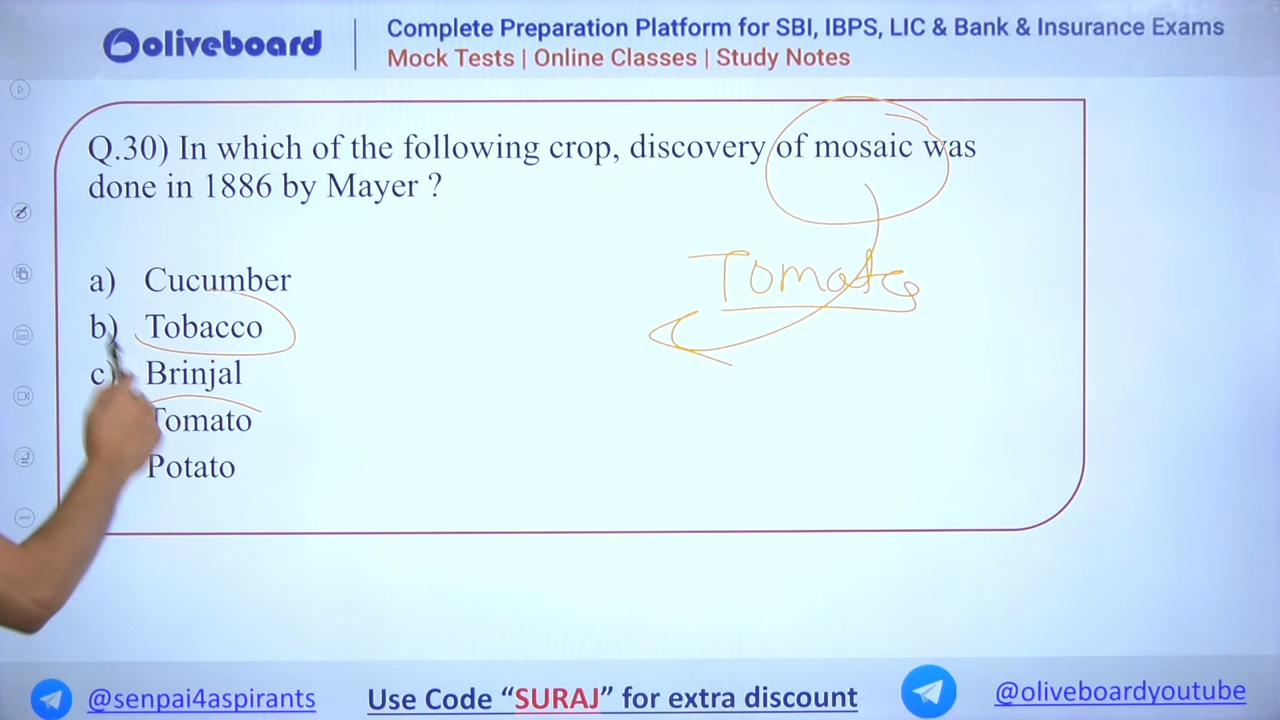 oliveboard
Complete Preparation Platform for SBI, IBPS, LIC & Bank & Insurance Exams
Mock Tests | Online Classes | Study Notes
Q.30) In which of the following crop, discovery of mosaic was
done in 1886 by Mayer ?
Tomato
a) Cucumber
b) Tobacco
c) Brinjal
Tomato
Potato
@senpai4aspirants
Use Code “SURAJ” for extra discount
@oliveboardyoutube